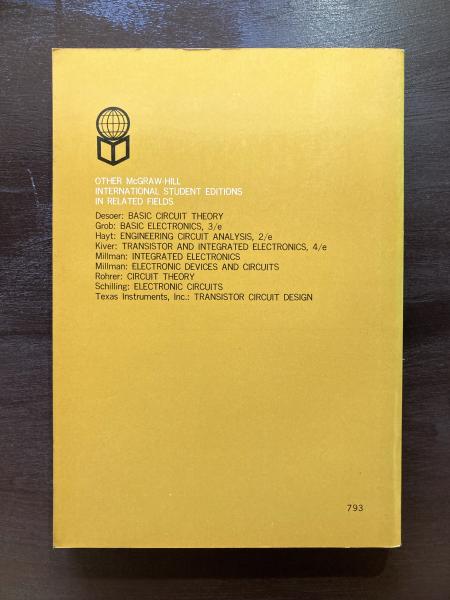 OTHER McGRAW-HILL
INTERNATIONAL STUDENT EDITIONS
IN RELATED FIELDS
Desoer: BASIC CIRCUIT THEORY
Grob: BASIC ELECTRONICS, 3/e
Hayt: ENGINEERING CIRCUIT ANALYSIS, 2/e
Kiver: TRANSISTOR AND INTEGRATED ELECTRONICS, 4/e
Millman: INTEGRATED ELECTRONICS
Millman: ELECTRONIC DEVICES AND CIRCUITS
Rohrer: CIRCUIT THEORY
Schilling: ELECTRONIC CIRCUITS
Texas Instruments, Inc.: TRANSISTOR CIRCUIT DESIGN
793